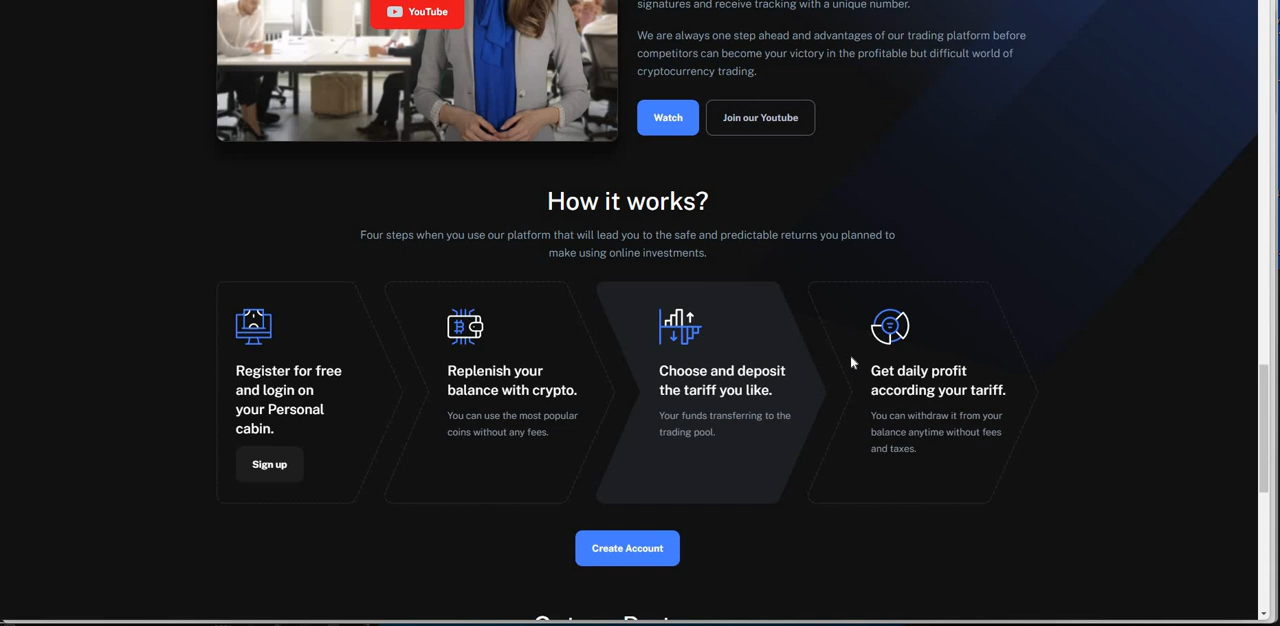 YouTube
signatures and receive tracking with a unique number.
We are always one step ahead and advantages of our trading platform before
competitors can become your victory in the profitable but difficult world of
cryptocurrency trading.
Watch
Join our Youtube
How it works?
Four steps when you use our platform that will lead you to the safe and predictable returns you planned to
make using online investments.
Register for free
and login on
your Personal
cabin.
Sign up
Replenish your
balance with crypto.
You can use the most popular
coins without any fees.
Choose and deposit
the tariff you like.
Your funds transferring to the
trading pool.
Get daily profit
according your tariff.
You can withdraw it from your
balance anytime without fees
and taxes.
Create Account